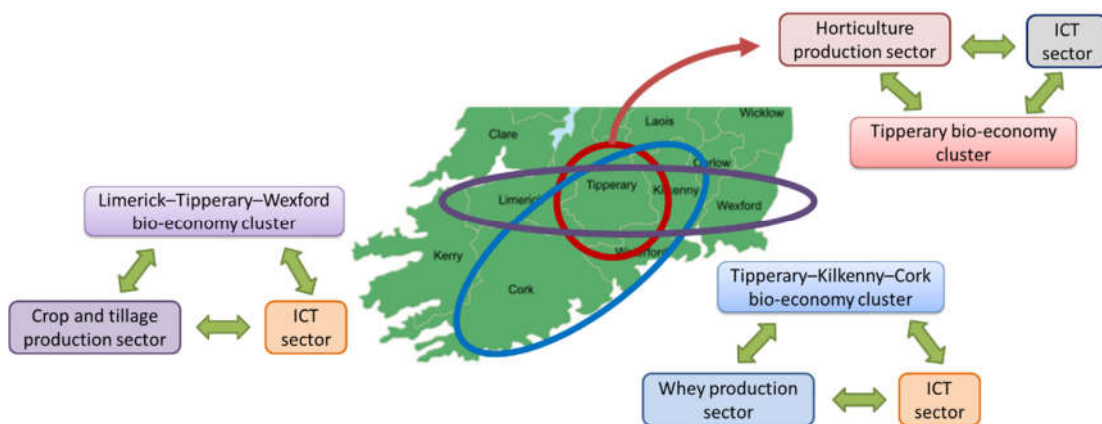 Horticulture
production sector
ICT
sector
Tipperary bio-economy
cluster
Clare
Laois
Wicklow
Carlow
Limerick
Tipperary
Kilkenny
Wexford
Kerry
Waterford
Cork
Limerick–Tipperary–Wexford
bio-economy cluster
Crop and tillage
production sector
ICT
sector
Tipperary–Kilkenny–Cork
bio-economy cluster
Whey production
sector
ICT
sector